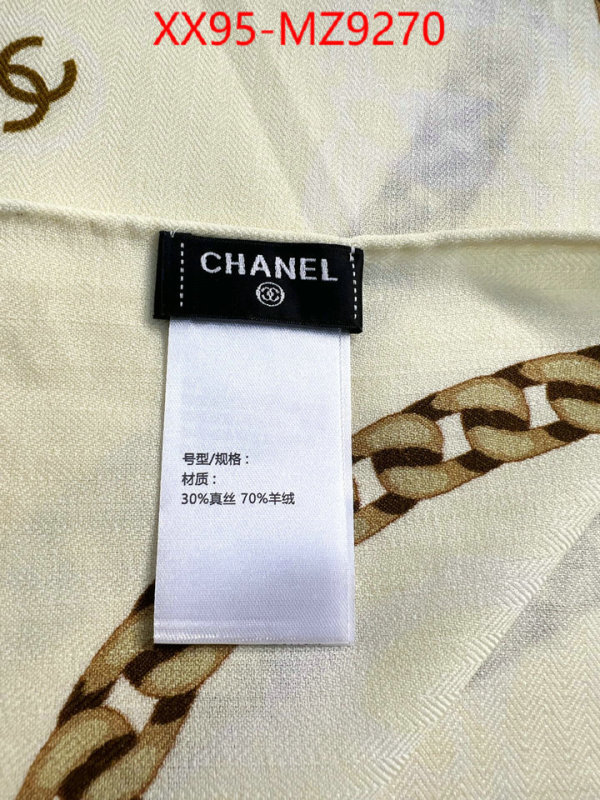 XX95-MZ9270
CHANEL
号型/规格：
材质：
30%真丝 70%羊绒